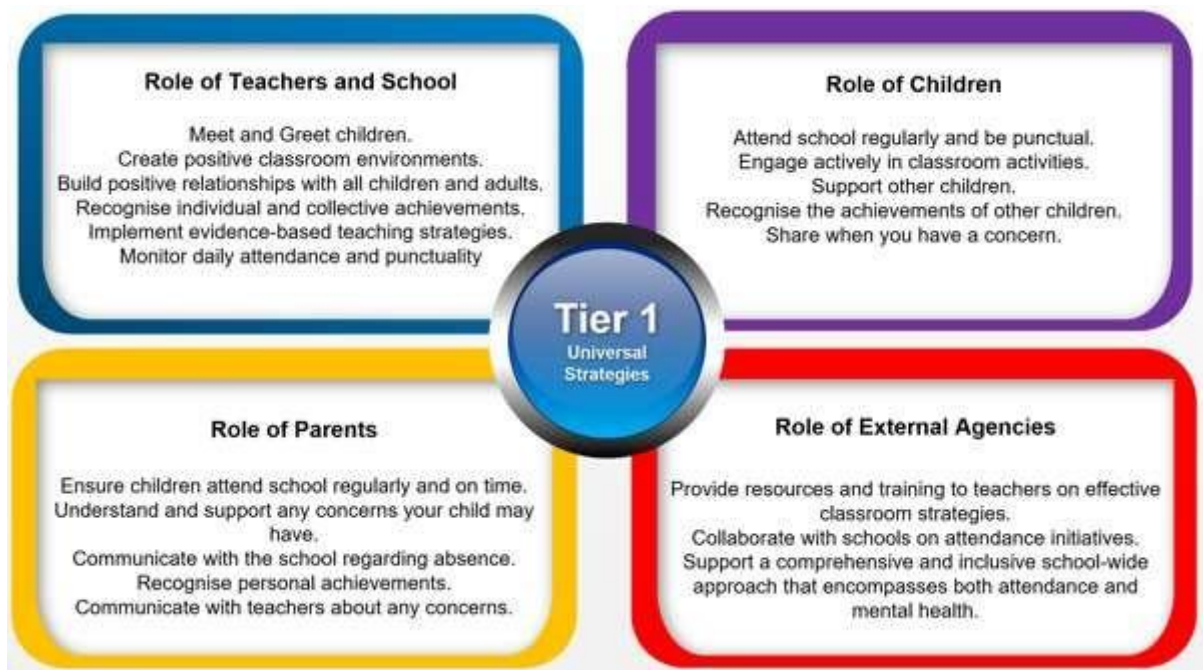 Role of Teachers and School
Meet and Greet children.
Create positive classroom environments.
Build positive relationships with all children and adults.
Recognise individual and collective achievements.
Implement evidence-based teaching strategies.
Monitor daily attendance and punctuality
Role of Children
Attend school regularly and be punctual.
Engage actively in classroom activities.
Support other children.
Recognise the achievements of other children.
Share when you have a concern.
Tier 1
Universal
Strategies
Role of Parents
Ensure children attend school regularly and on time.
Understand and support any concerns your child may
have.
Communicate with the school regarding absence.
Recognise personal achievements.
Communicate with teachers about any concerns.
Role of External Agencies
Provide resources and training to teachers on effective
classroom strategies.
Collaborate with schools on attendance initiatives.
Support a comprehensive and inclusive school-wide
approach that encompasses both attendance and
mental health.